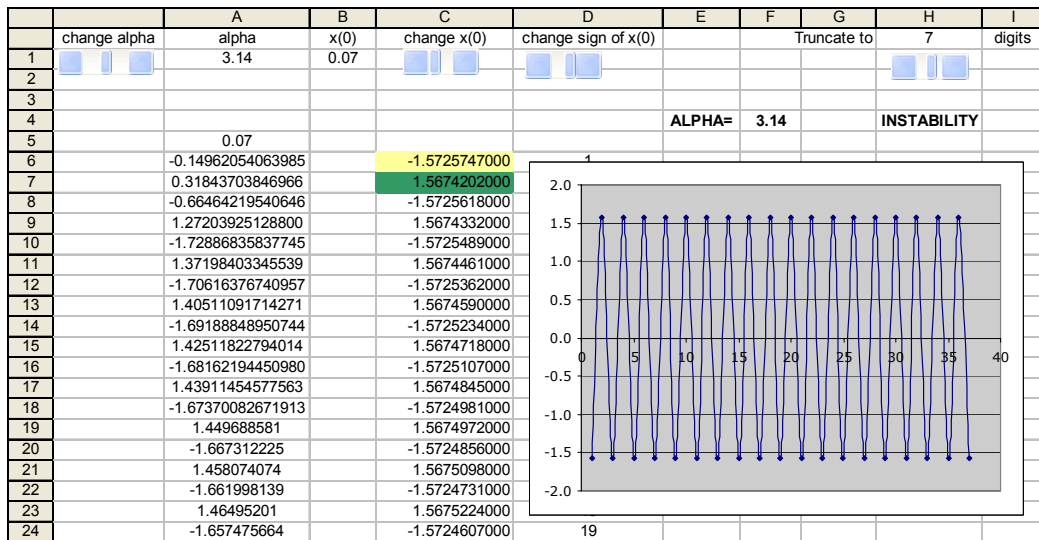 A B C D E F G H I
change alpha alpha x(0) change x(0) change sign of x(0) Truncate to 7 digits
1 3.14 0.07
2
3
4 ALPHA= 3.14 INSTABILITY
5 0.07
6 -0.14962054063985 -1.5725747000 1
7 0.31843703846966 1.5674202000
8 -0.66464219540646 -1.5725618000
9 1.27203925128800 1.5674332000
10 -1.72886835837745 -1.5725489000
11 1.37198403345539 1.5674461000
12 -1.70616376740957 -1.5725362000
13 1.40511091714271 1.5674590000
14 -1.69188848950744 -1.5725234000
15 1.42511822794014 1.5674718000
16 -1.68162194450980 -1.5725107000
17 1.43911454577563 1.5674845000
18 -1.67370082671913 -1.5724981000
19 1.449688581 1.5674972000
20 -1.667312225 -1.5724856000
21 1.458074074 1.5675098000
22 -1.661998139 -1.5724731000
23 1.46495201 1.5675224000
24 -1.657475664 -1.5724607000 19
2.0
1.5
1.0
0.5
0.0
0 5 10 15 20 25 30 35 40
-0.5
-1.0
-1.5
-2.0